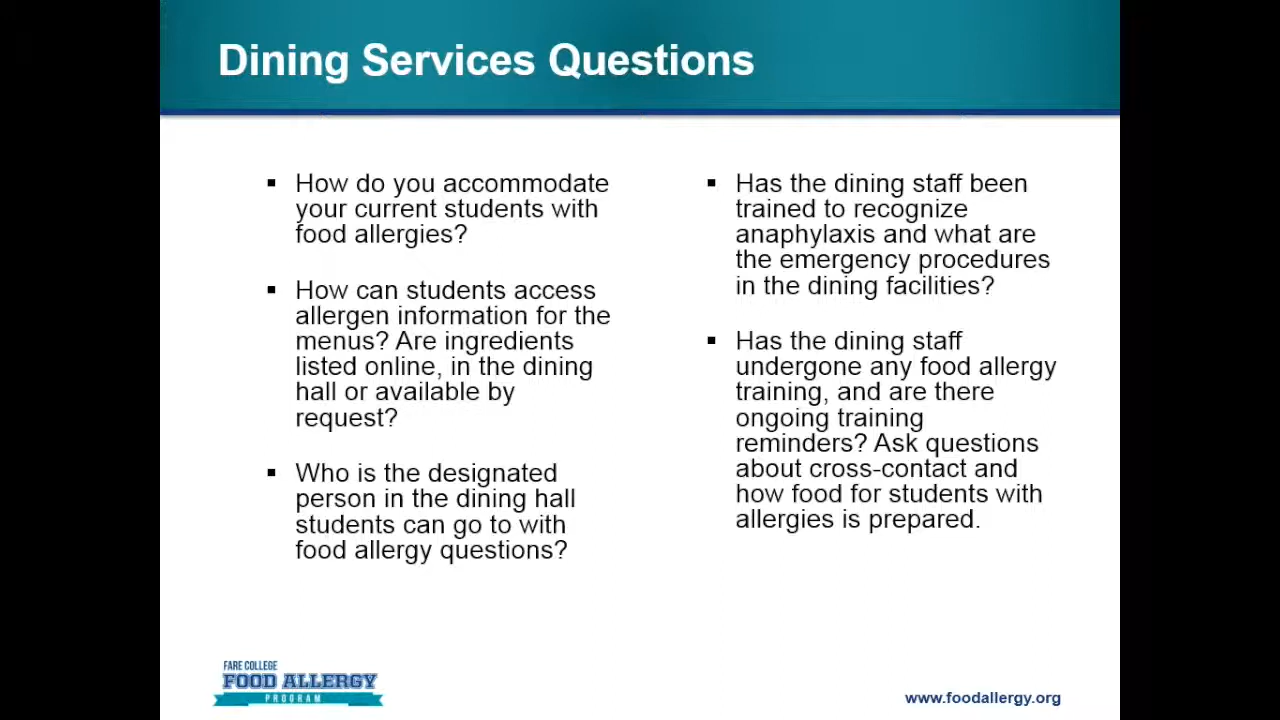 Dining Services Questions
▪ How do you accommodate
your current students with
food allergies?
▪ How can students access
allergen information for the
menus? Are ingredients
listed online, in the dining
hall or available by
request?
▪ Who is the designated
person in the dining hall
students can go to with
food allergy questions?
▪ Has the dining staff been
trained to recognize
anaphylaxis and what are
the emergency procedures
in the dining facilities?
▪ Has the dining staff
undergone any food allergy
training, and are there
ongoing training
reminders? Ask questions
about cross-contact and
how food for students with
allergies is prepared.
FARE COLLEGE
FOOD ALLERGY
PROGRAM
www.foodallergy.org